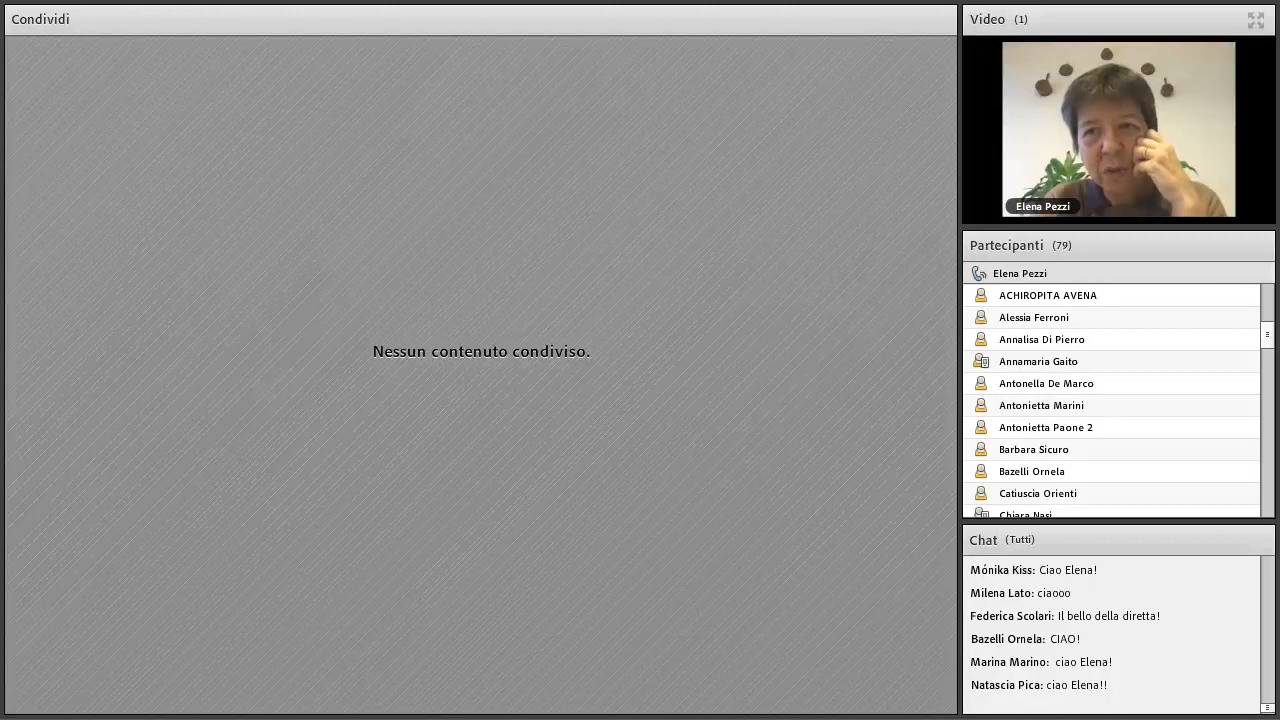 Condividi
Nessun contenuto condiviso.
Video (1)
Elena Pezzi
Partecipanti (79)
Elena Pezzi
ACHIROPITA AVENA
Alessia Ferroni
Annalisa Di Pierro
Annamaria Gaito
Antonella De Marco
Antonietta Marini
Antonietta Paone 2
Barbara Sicuro
Bazelli Ornela
Catiuscia Orienti
Chiara Nasi
Chat (Tutti)
Mónika Kiss: Ciao Elena!
Milena Lato: ciaooo
Federica Scolari: Il bello della diretta!
Bazelli Ornela: CIAO!
Marina Marino: ciao Elena!
Natascia Pica: ciao Elena!!